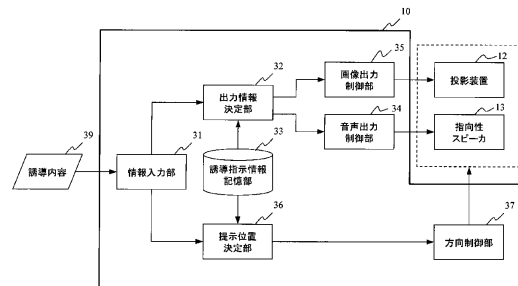 10
32
出力情報
決定部
35
画像出力
制御部
12
投影装置
34
音声出力
制御部
13
指向性
スピーカ
39
誘導内容
31
情報入力部
33
誘導指示情報
記憶部
36
提示位置
決定部
37
方向制御部